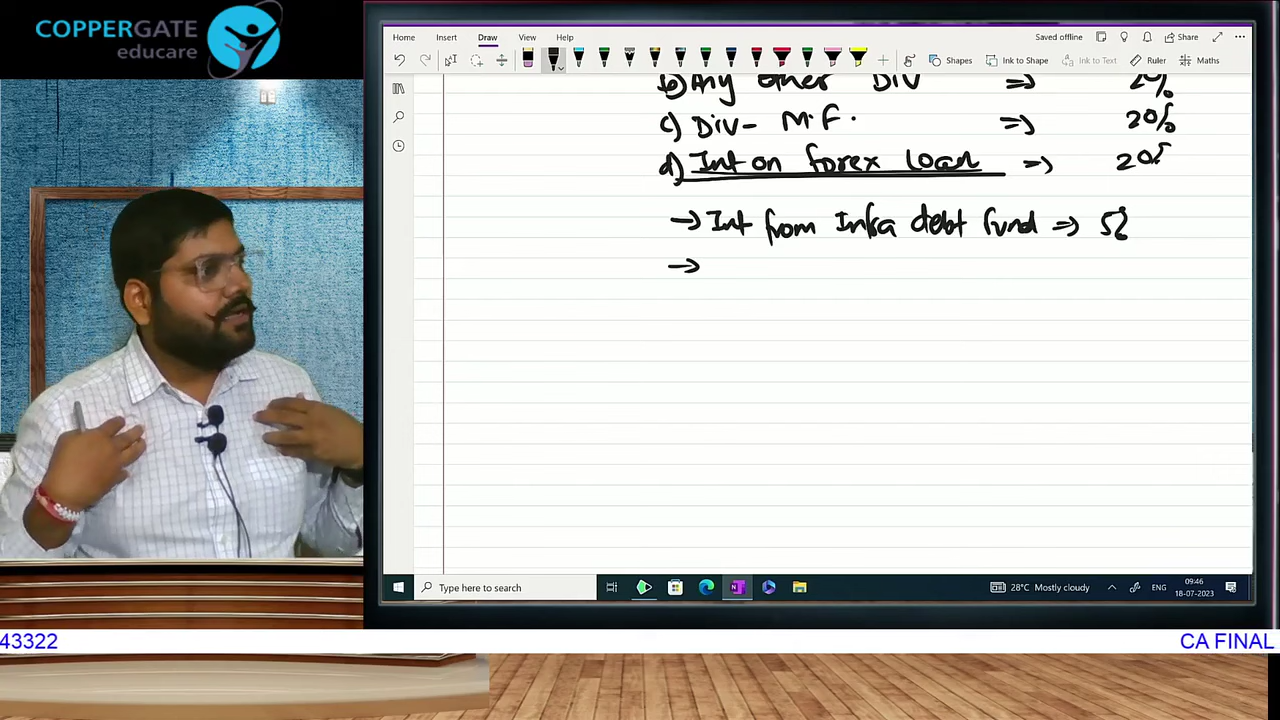 COPPERGATE
educare
Home Insert Draw View Help
Saved offline
Share
Shapes
Ink to Shape
Ink to Text
Ruler
Maths
b) Any other DIV => 20%
c) DIV- M.F. => 20%
d) Int on forex loan => 20%
→ Int from Infra debt fund => 5%
→
Type here to search
28°C Mostly cloudy
ENG
09:46
18-07-2023
43322
CA FINAL